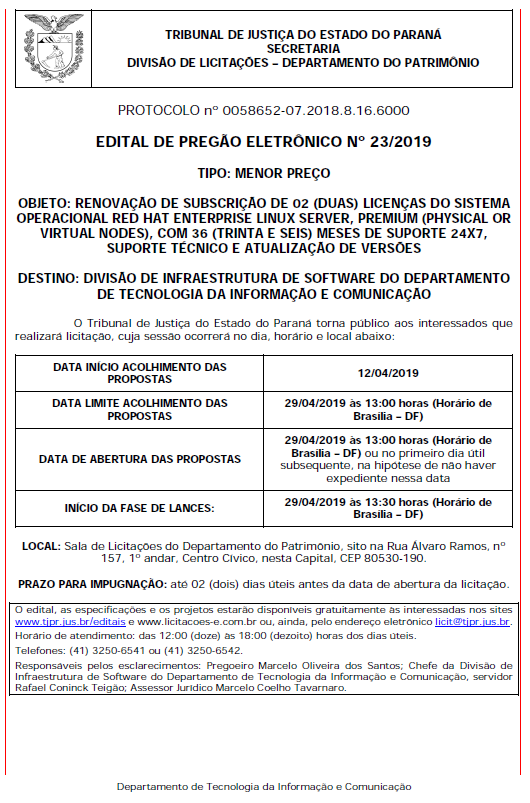 TRIBUNAL DE JUSTIÇA DO ESTADO DO PARANÁ
SECRETARIA
DIVISÃO DE LICITAÇÕES – DEPARTAMENTO DO PATRIMÔNIO
PROTOCOLO nº 0058652-07.2018.8.16.6000
EDITAL DE PREGÃO ELETRÔNICO Nº 23/2019
TIPO: MENOR PREÇO
OBJETO: RENOVAÇÃO DE SUBSCRIÇÃO DE 02 (DUAS) LICENÇAS DO SISTEMA
OPERACIONAL RED HAT ENTERPRISE LINUX SERVER, PREMIUM (PHYSICAL OR
VIRTUAL NODES), COM 36 (TRINTA E SEIS) MESES DE SUPORTE 24X7,
SUPORTE TÉCNICO E ATUALIZAÇÃO DE VERSÕES
DESTINO: DIVISÃO DE INFRAESTRUTURA DE SOFTWARE DO DEPARTAMENTO
DE TECNOLOGIA DA INFORMAÇÃO E COMUNICAÇÃO
O Tribunal de Justiça do Estado do Paraná torna público aos interessados que
realizará licitação, cuja sessão ocorrerá no dia, horário e local abaixo:
DATA INÍCIO ACOLHIMENTO DAS
PROPOSTAS
12/04/2019
DATA LIMITE ACOLHIMENTO DAS
PROPOSTAS
29/04/2019 às 13:00 horas (Horário de
Brasília – DF)
DATA DE ABERTURA DAS PROPOSTAS
29/04/2019 às 13:00 horas (Horário de
Brasília – DF) ou no primeiro dia útil
subsequente, na hipótese de não haver
expediente nessa data
INÍCIO DA FASE DE LANCES:
29/04/2019 às 13:30 horas (Horário de
Brasília – DF)
LOCAL: Sala de Licitações do Departamento do Patrimônio, sito na Rua Álvaro Ramos, nº
157, 1º andar, Centro Cívico, nesta Capital, CEP 80530-190.
PRAZO PARA IMPUGNAÇÃO: até 02 (dois) dias úteis antes da data de abertura da licitação.
O edital, as especificações e os projetos estarão disponíveis gratuitamente às interessadas nos sites
www.tjpr.jus.br/editais e www.licitacoes-e.com.br ou, ainda, pelo endereço eletrônico licit@tjpr.jus.br.
Horário de atendimento: das 12:00 (doze) às 18:00 (dezoito) horas dos dias úteis.
Telefones: (41) 3250-6541 ou (41) 3250-6542.
Responsáveis pelos esclarecimentos: Pregoeiro Marcelo Oliveira dos Santos; Chefe da Divisão de
Infraestrutura de Software do Departamento de Tecnologia da Informação e Comunicação, servidor
Rafael Coninck Teigão; Assessor Jurídico Marcelo Coelho Tavarnaro.
Departamento de Tecnologia da Informação e Comunicação